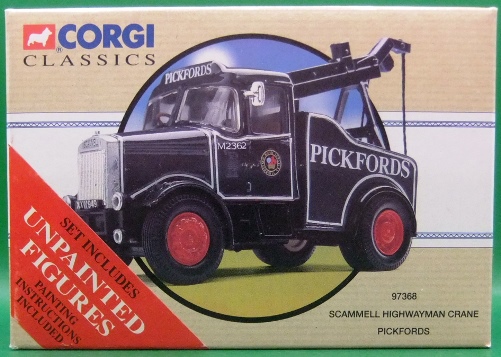 CORGI
CLASSICS
PICKFORDS
M2362
PICKFORDS
SET INCLUDES
UNPAINTED
FIGURES
PAINTING
INSTRUCTIONS
INCLUDED
97368
SCAMMELL HIGHWAYMAN CRANE
PICKFORDS